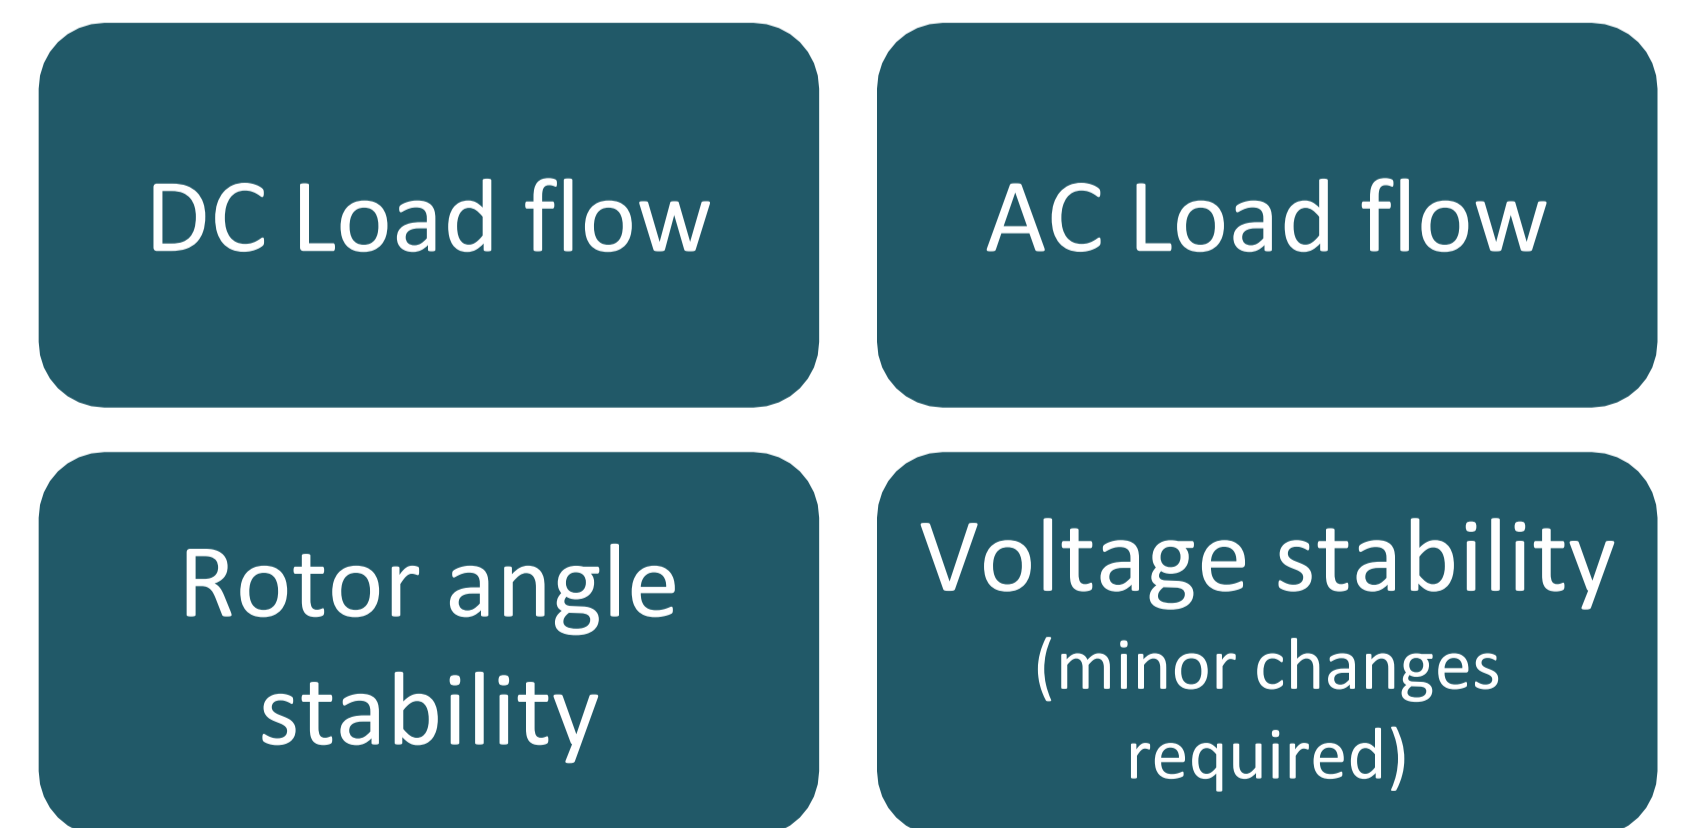 DC Load flow
AC Load flow
Rotor angle
stability
Voltage stability
(minor changes
required)